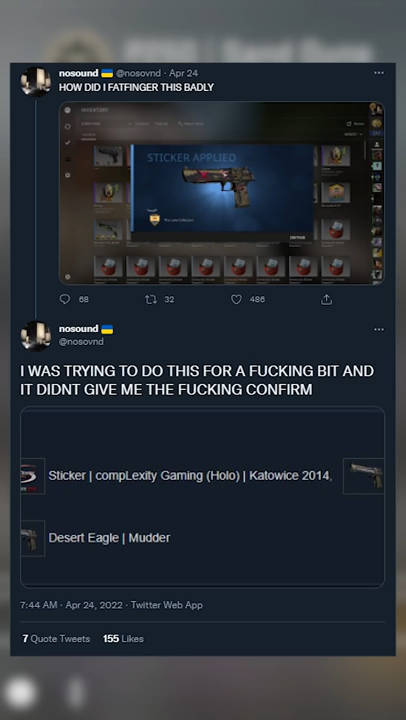 nosound 🇺🇦 @nosovnd · Apr 24
HOW DID I FATFINGER THIS BADLY
INVENTORY
STICKER APPLIED
CONTINUE
68 32 486
nosound 🇺🇦
@nosovnd
I WAS TRYING TO DO THIS FOR A FUCKING BIT AND
IT DIDNT GIVE ME THE FUCKING CONFIRM
Sticker | compLexity Gaming (Holo) | Katowice 2014,
Desert Eagle | Mudder
7:44 AM · Apr 24, 2022 · Twitter Web App
7 Quote Tweets 155 Likes